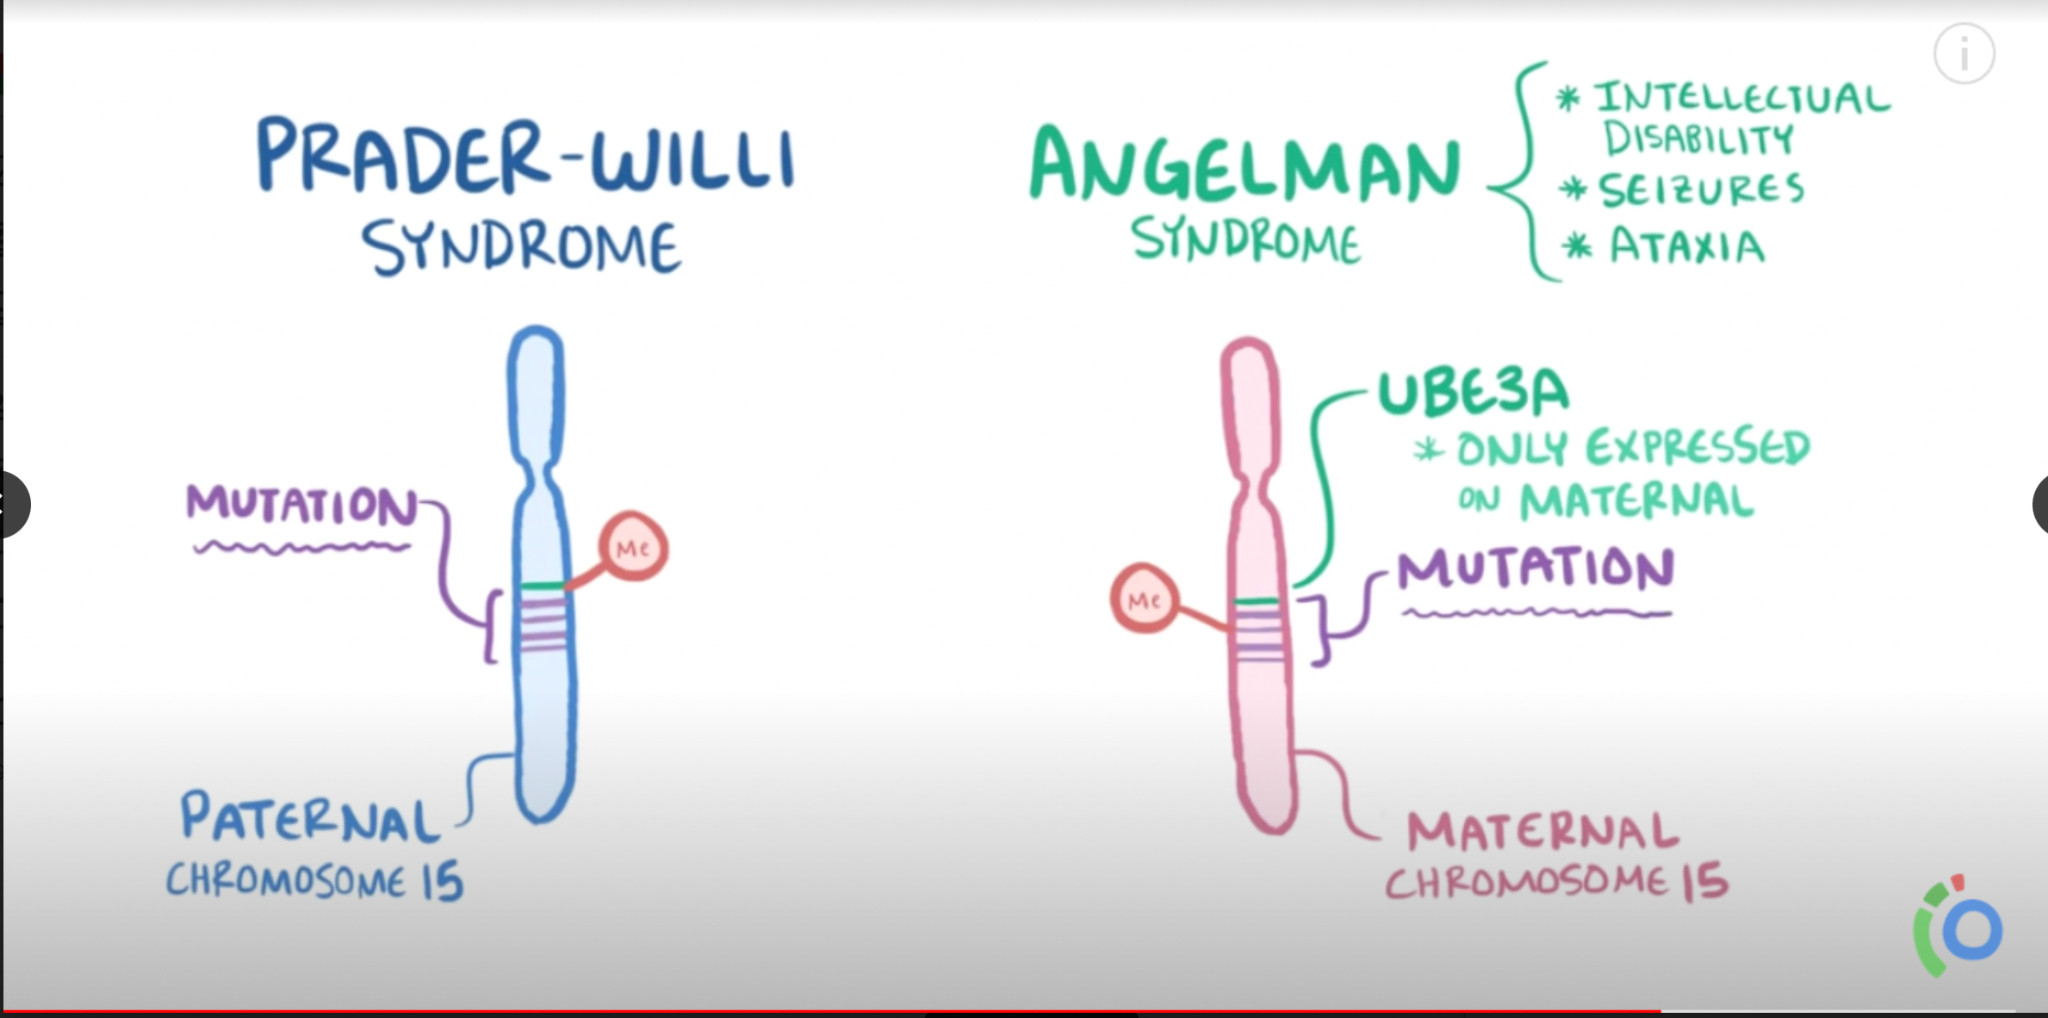 PRADER-WILLI
SYNDROME
MUTATION
Me
PATERNAL
CHROMOSOME 15
ANGELMAN
SYNDROME
* INTELLECTUAL
DISABILITY
* SEIZURES
* ATAXIA
UBE3A
* ONLY EXPRESSED
ON MATERNAL
MUTATION
Me
MATERNAL
CHROMOSOME 15
i